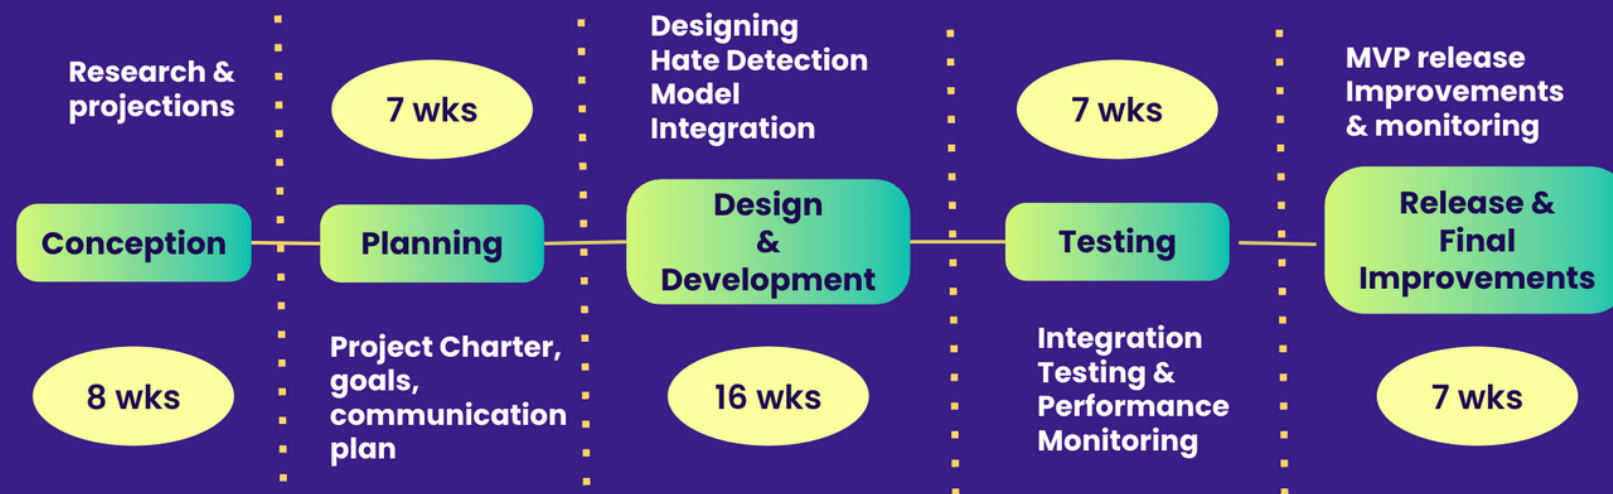 Research &
projections
Conception
8 wks
7 wks
Planning
Project Charter,
goals,
communication
plan
Designing
Hate Detection
Model
Integration
Design
&
Development
16 wks
7 wks
Testing
Integration
Testing &
Performance
Monitoring
MVP release
Improvements
& monitoring
Release &
Final
Improvements
7 wks